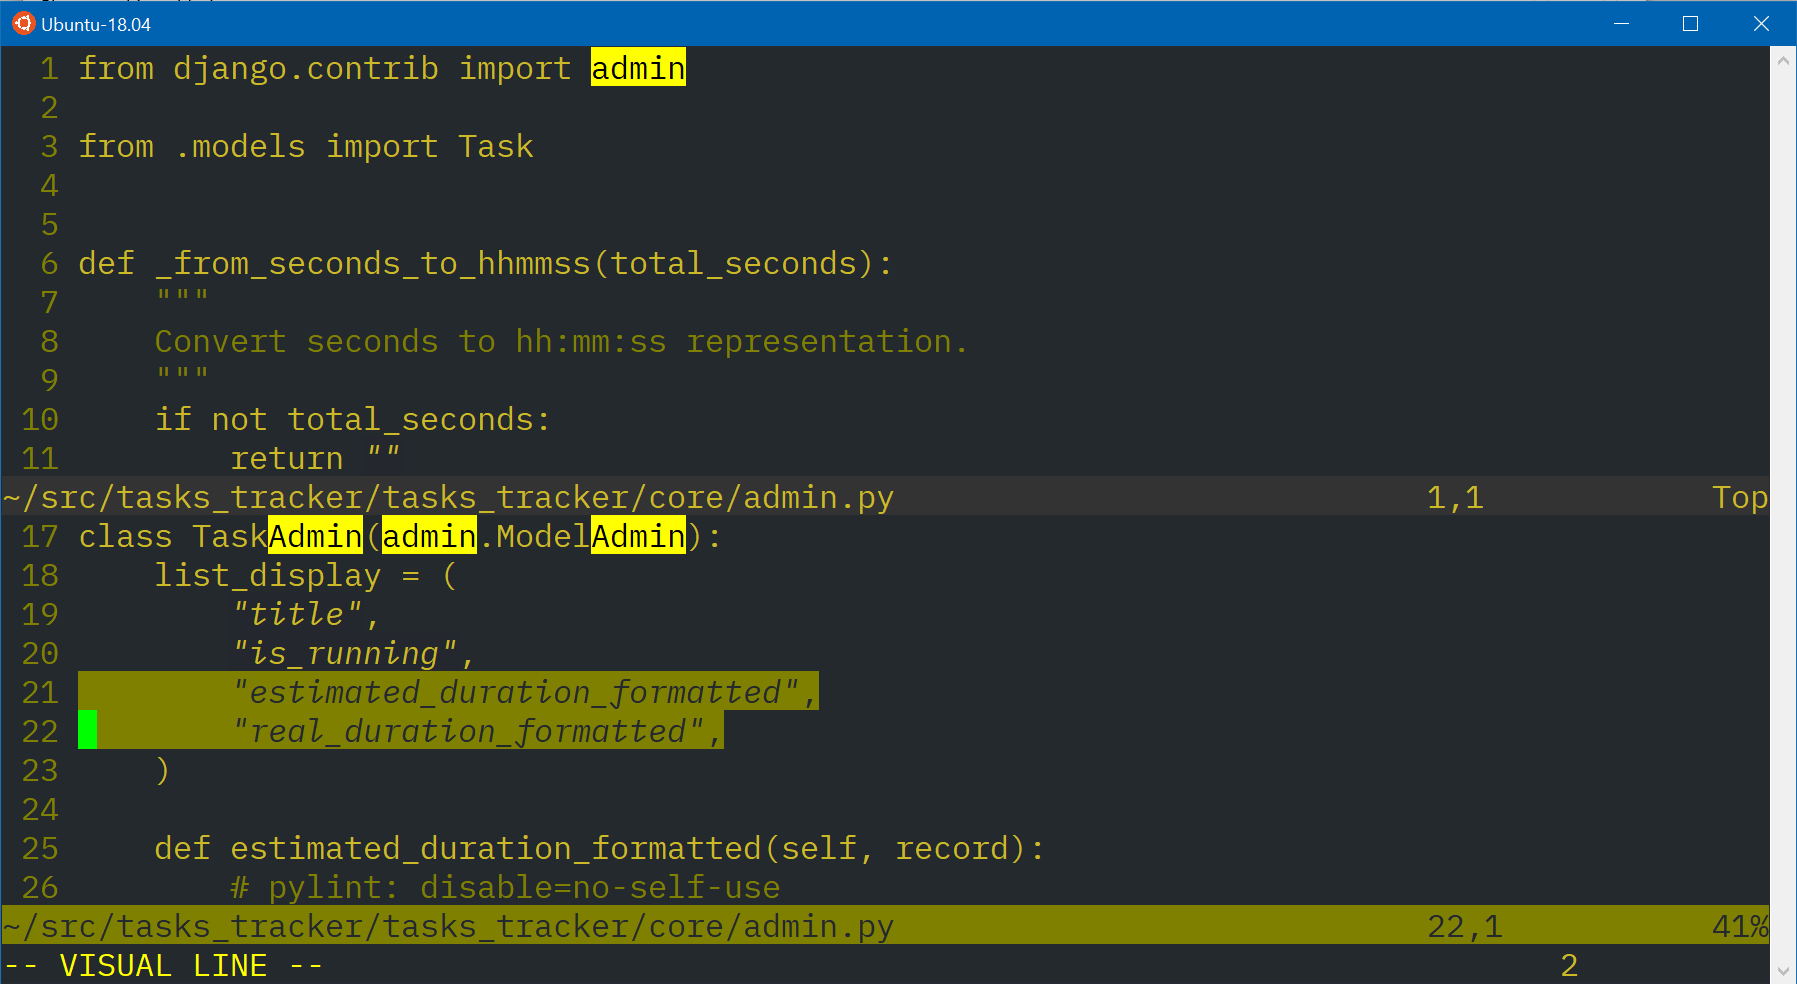 Ubuntu-18.04
1 from django.contrib import admin
2
3 from .models import Task
4
5
6 def _from_seconds_to_hhmmss(total_seconds):
7     """
8     Convert seconds to hh:mm:ss representation.
9     """
10     if not total_seconds:
11         return ""
~/src/tasks_tracker/tasks_tracker/core/admin.py 1,1 Top
17 class TaskAdmin(admin.ModelAdmin):
18     list_display = (
19         "title",
20         "is_running",
21         "estimated_duration_formatted",
22         "real_duration_formatted",
23     )
24
25     def estimated_duration_formatted(self, record):
26         # pylint: disable=no-self-use
~/src/tasks_tracker/tasks_tracker/core/admin.py 22,1 41%
-- VISUAL LINE -- 2